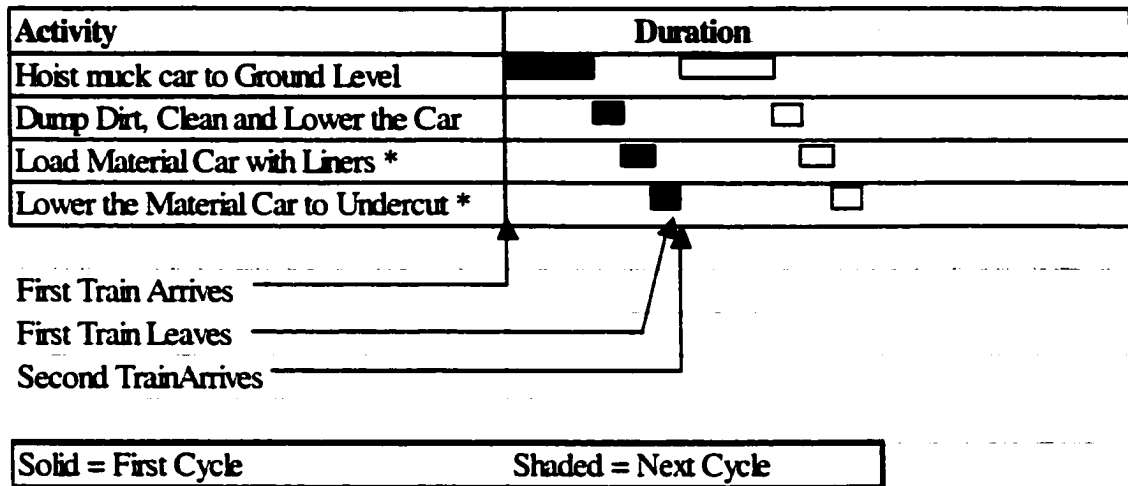 Activity Duration
Hoist muck car to Ground Level
Dump Dirt, Clean and Lower the Car
Load Material Car with Liners *
Lower the Material Car to Undercut *
First Train Arrives
First Train Leaves
Second TrainArrives
Solid = First Cycle Shaded = Next Cycle